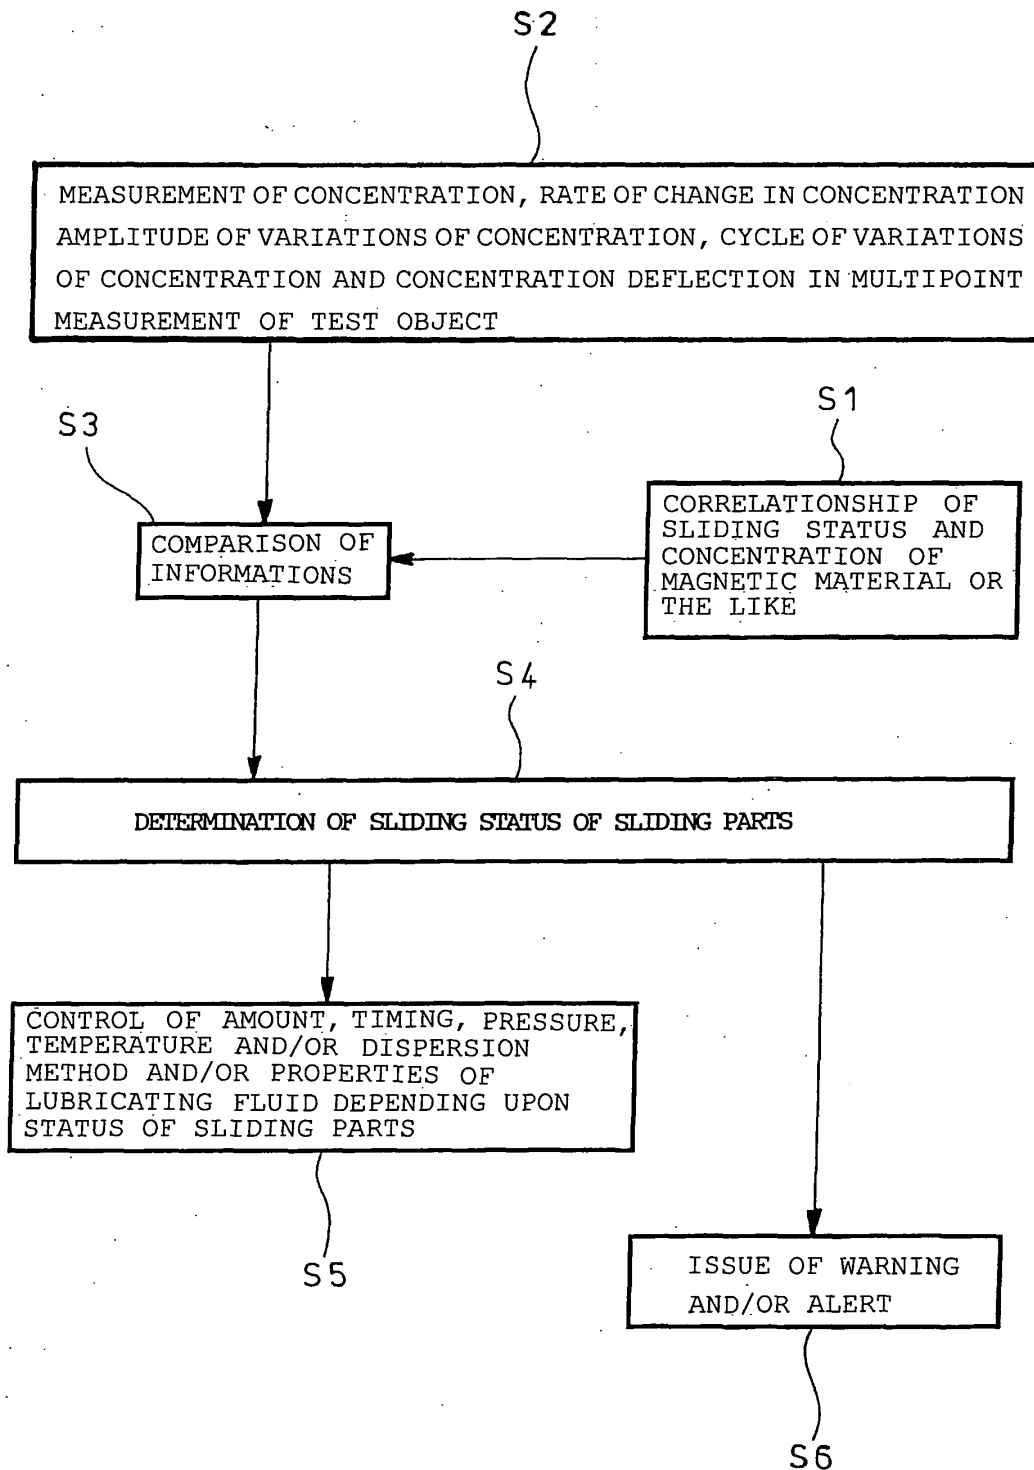 S2
MEASUREMENT OF CONCENTRATION, RATE OF CHANGE IN CONCENTRATION
AMPLITUDE OF VARIATIONS OF CONCENTRATION, CYCLE OF VARIATIONS
OF CONCENTRATION AND CONCENTRATION DEFLECTION IN MULTIPOINT
MEASUREMENT OF TEST OBJECT
S3
COMPARISON OF
INFORMATIONS
S1
CORRELATIONSHIP OF
SLIDING STATUS AND
CONCENTRATION OF
MAGNETIC MATERIAL OR
THE LIKE
S4
DETERMINATION OF SLIDING STATUS OF SLIDING PARTS
CONTROL OF AMOUNT, TIMING, PRESSURE,
TEMPERATURE AND/OR DISPERSION
METHOD AND/OR PROPERTIES OF
LUBRICATING FLUID DEPENDING UPON
STATUS OF SLIDING PARTS
S5
ISSUE OF WARNING
AND/OR ALERT
S6